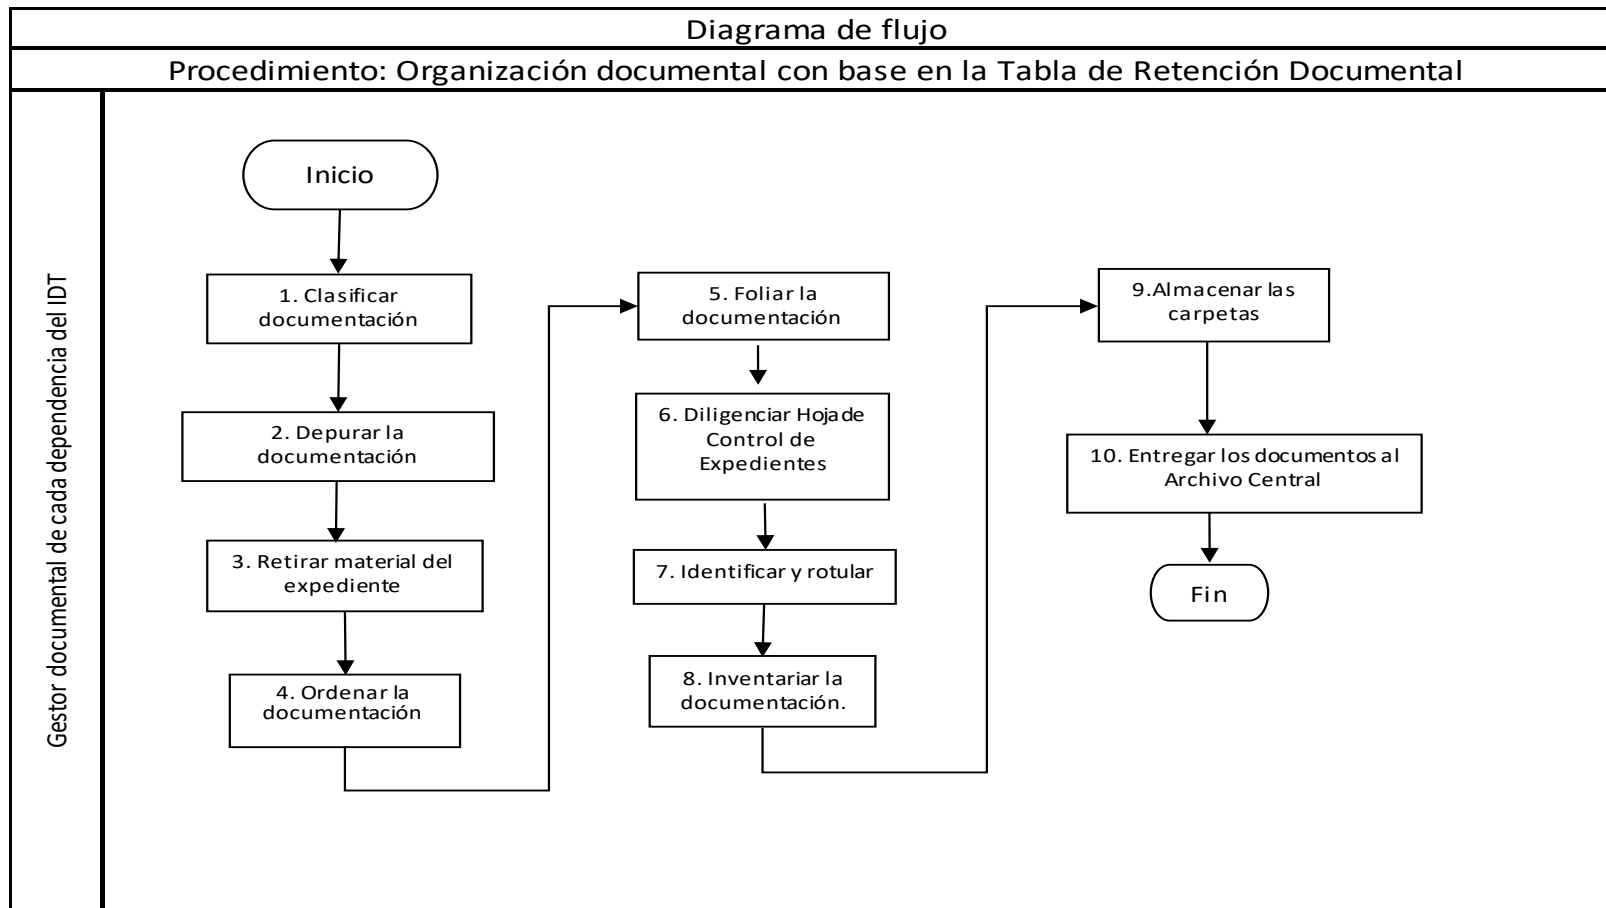 Diagrama de flujo
Procedimiento: Organización documental con base en la Tabla de Retención Documental
Gestor documental de cada dependencia del IDT
Inicio
1. Clasificar
documentación
2. Depurar la
documentación
3. Retirar material del
expediente
4. Ordenar la
documentación
5. Foliar la
documentación
6. Diligenciar Hoja de
Control de
Expedientes
7. Identificar y rotular
8. Inventariar la
documentación.
9.Almacenar las
carpetas
10. Entregar los documentos al
Archivo Central
Fin